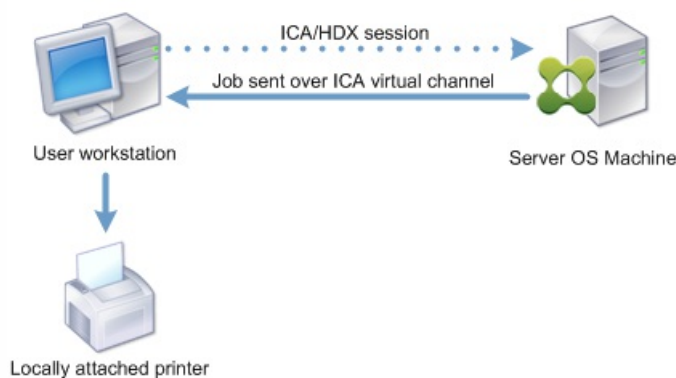 ICA/HDX session
Job sent over ICA virtual channel
User workstation
Server OS Machine
Locally attached printer